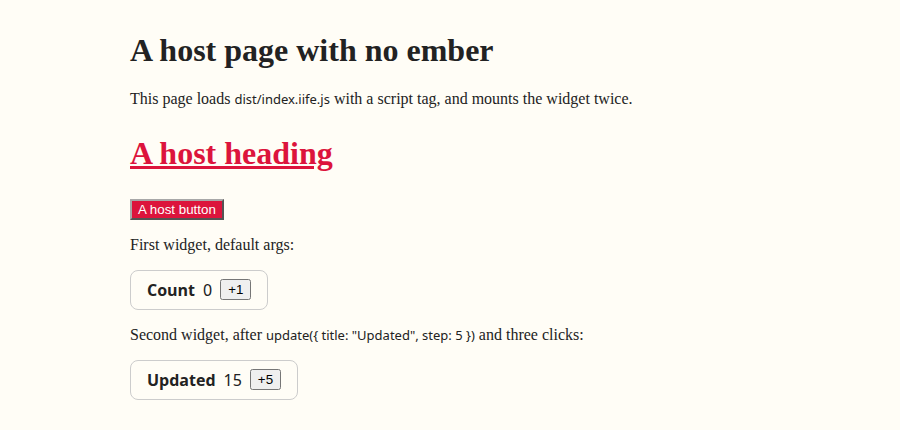 A host page with no ember
This page loads dist/index.iife.js with a script tag, and mounts the widget twice.
A host heading
A host button
First widget, default args:
Count 0 +1
Second widget, after update({ title: "Updated", step: 5 }) and three clicks:
Updated 15 +5